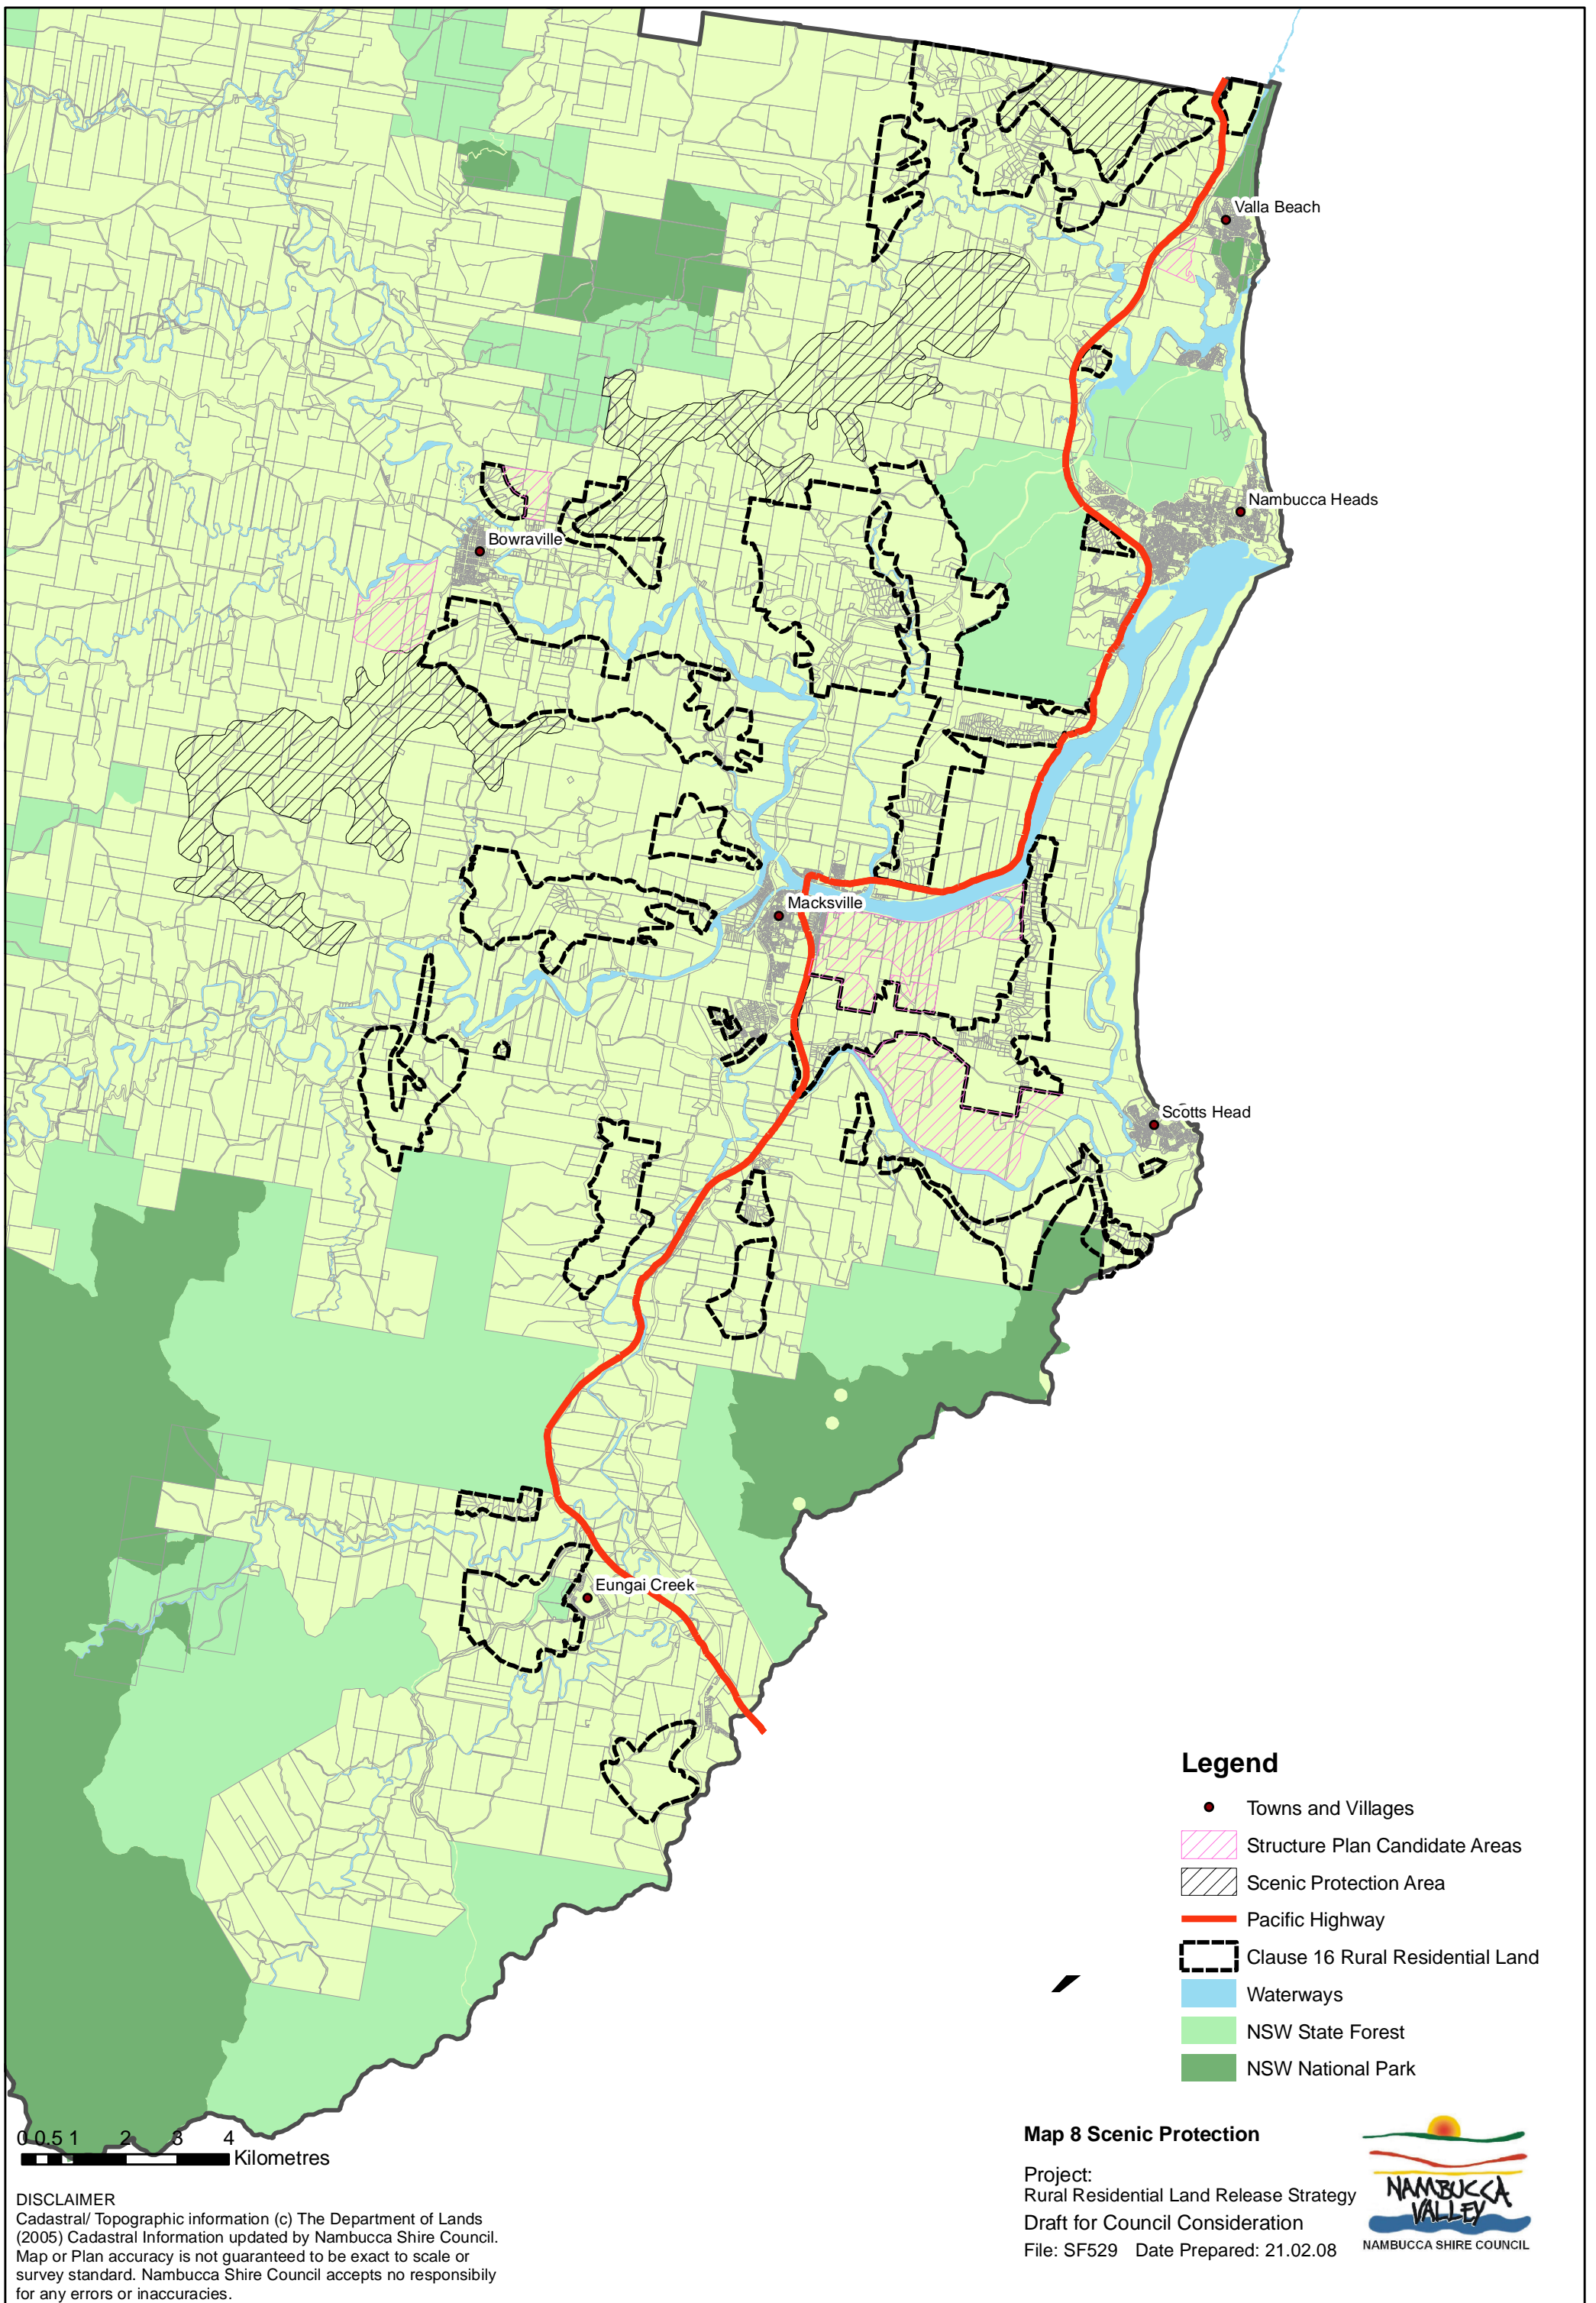 Valla Beach
Nambucca Heads
Bowraville
Macksville
Scotts Head
Eungai Creek
Legend
Towns and Villages
Structure Plan Candidate Areas
Scenic Protection Area
Pacific Highway
Clause 16 Rural Residential Land
Waterways
NSW State Forest
NSW National Park
0 0.5 1 2 3 4
Kilometres
DISCLAIMER
Cadastral/ Topographic information (c) The Department of Lands
(2005) Cadastral Information updated by Nambucca Shire Council.
Map or Plan accuracy is not guaranteed to be exact to scale or
survey standard. Nambucca Shire Council accepts no responsibily
for any errors or inaccuracies.
Map 8 Scenic Protection
Project:
Rural Residential Land Release Strategy
Draft for Council Consideration
File: SF529 Date Prepared: 21.02.08
NAMBUCCA
VALLEY
NAMBUCCA SHIRE COUNCIL